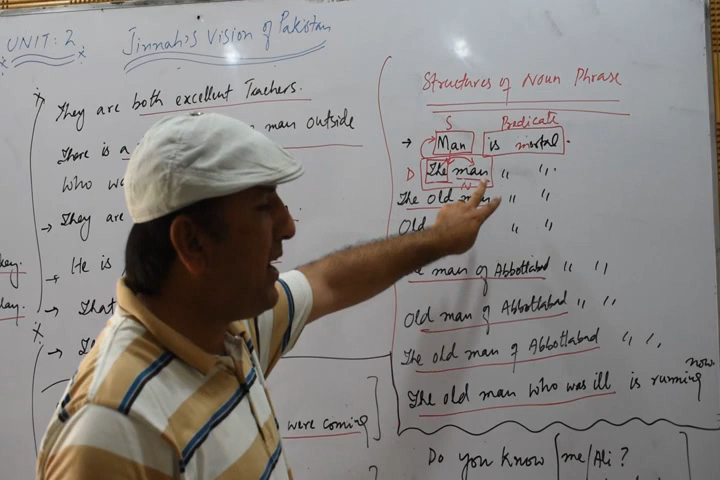 UNIT: 2 Jinnah's Vision of Pakistan
They are both excellent Teachers.
There is a man outside
Who wa
→ They are
→ He is
→ That
→
were coming
key.
day.
Structures of Noun Phrase
S Predicate
→ Man is mortal.
D The man " ".
N
The old man " "
Old " "
man of Abbottabad " "
Old man of Abbottabad " "
The old man of Abbottabad " "
The old man who was ill is running now
Do you know me/Ali?